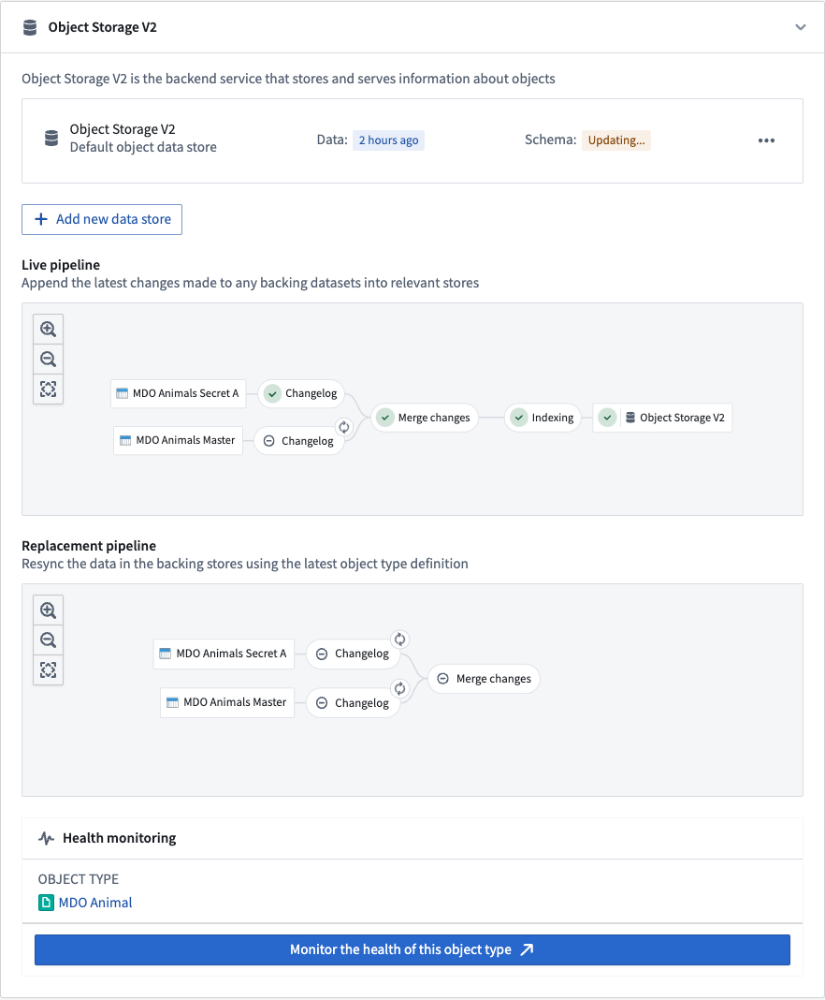 Object Storage V2
Object Storage V2 is the backend service that stores and serves information about objects
Object Storage V2
Default object data store
Data: 2 hours ago
Schema: Updating...
Add new data store
Live pipeline
Append the latest changes made to any backing datasets into relevant stores
MDO Animals Secret A
Changelog
MDO Animals Master
Changelog
Merge changes
Indexing
Object Storage V2
Replacement pipeline
Resync the data in the backing stores using the latest object type definition
MDO Animals Secret A
Changelog
MDO Animals Master
Changelog
Merge changes
Health monitoring
OBJECT TYPE
MDO Animal
Monitor the health of this object type